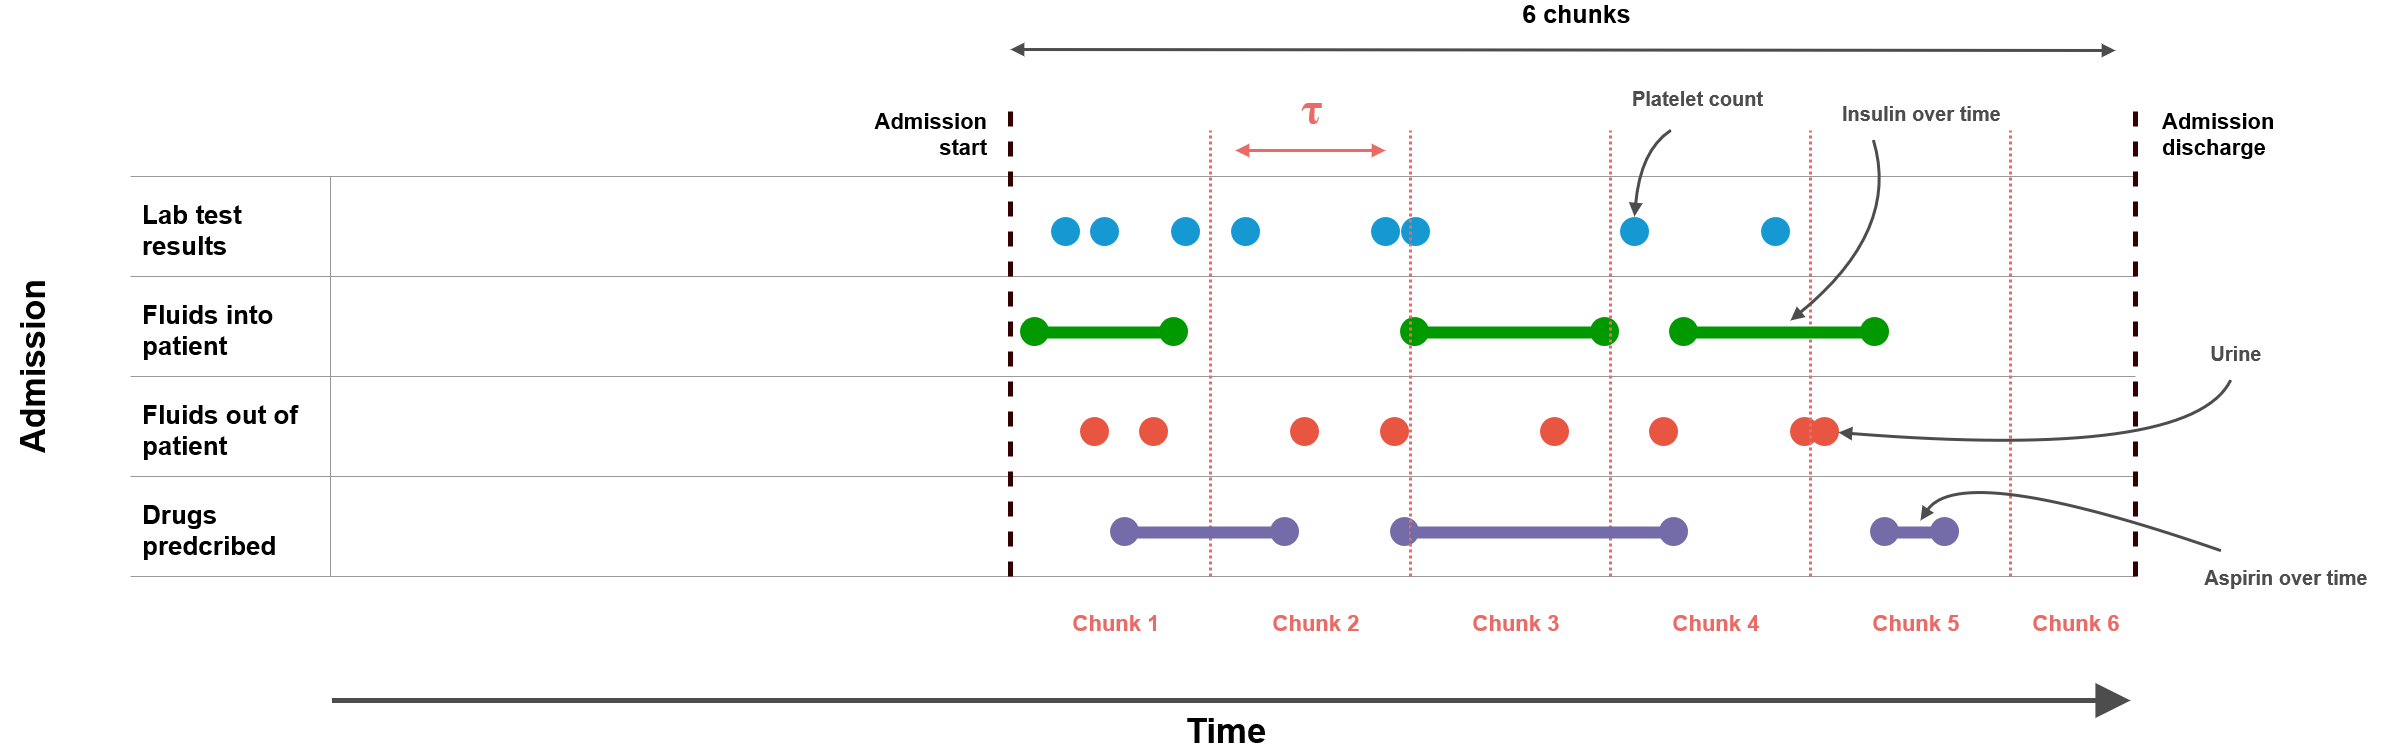 6 chunks
Admission
start
τ
Platelet count
Insulin over time
Admission
discharge
Lab test
results
Fluids into
patient
Urine
Fluids out of
patient
Drugs
predcribed
Aspirin over time
Admission
Chunk 1
Chunk 2
Chunk 3
Chunk 4
Chunk 5
Chunk 6
Time